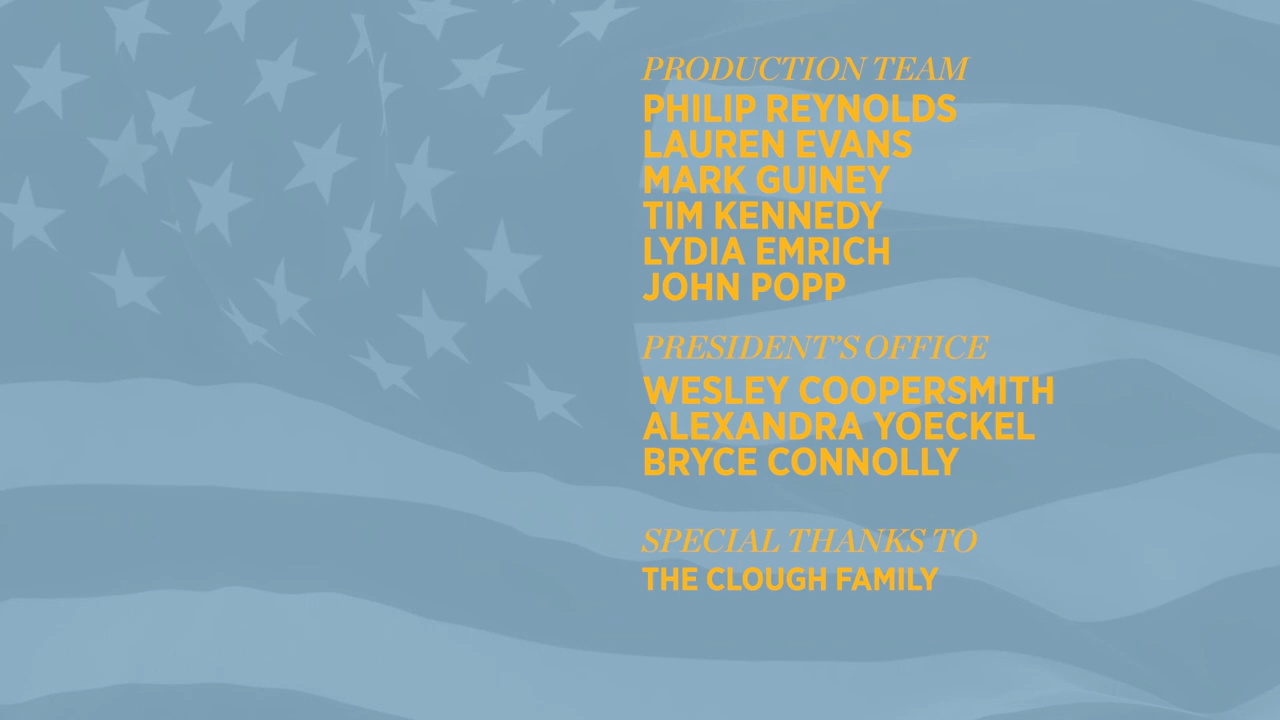 PRODUCTION TEAM
PHILIP REYNOLDS
LAUREN EVANS
MARK GUINEY
TIM KENNEDY
LYDIA EMRICH
JOHN POPP
PRESIDENT'S OFFICE
WESLEY COOPERSMITH
ALEXANDRA YOECKEL
BRYCE CONNOLLY
SPECIAL THANKS TO
THE CLOUGH FAMILY